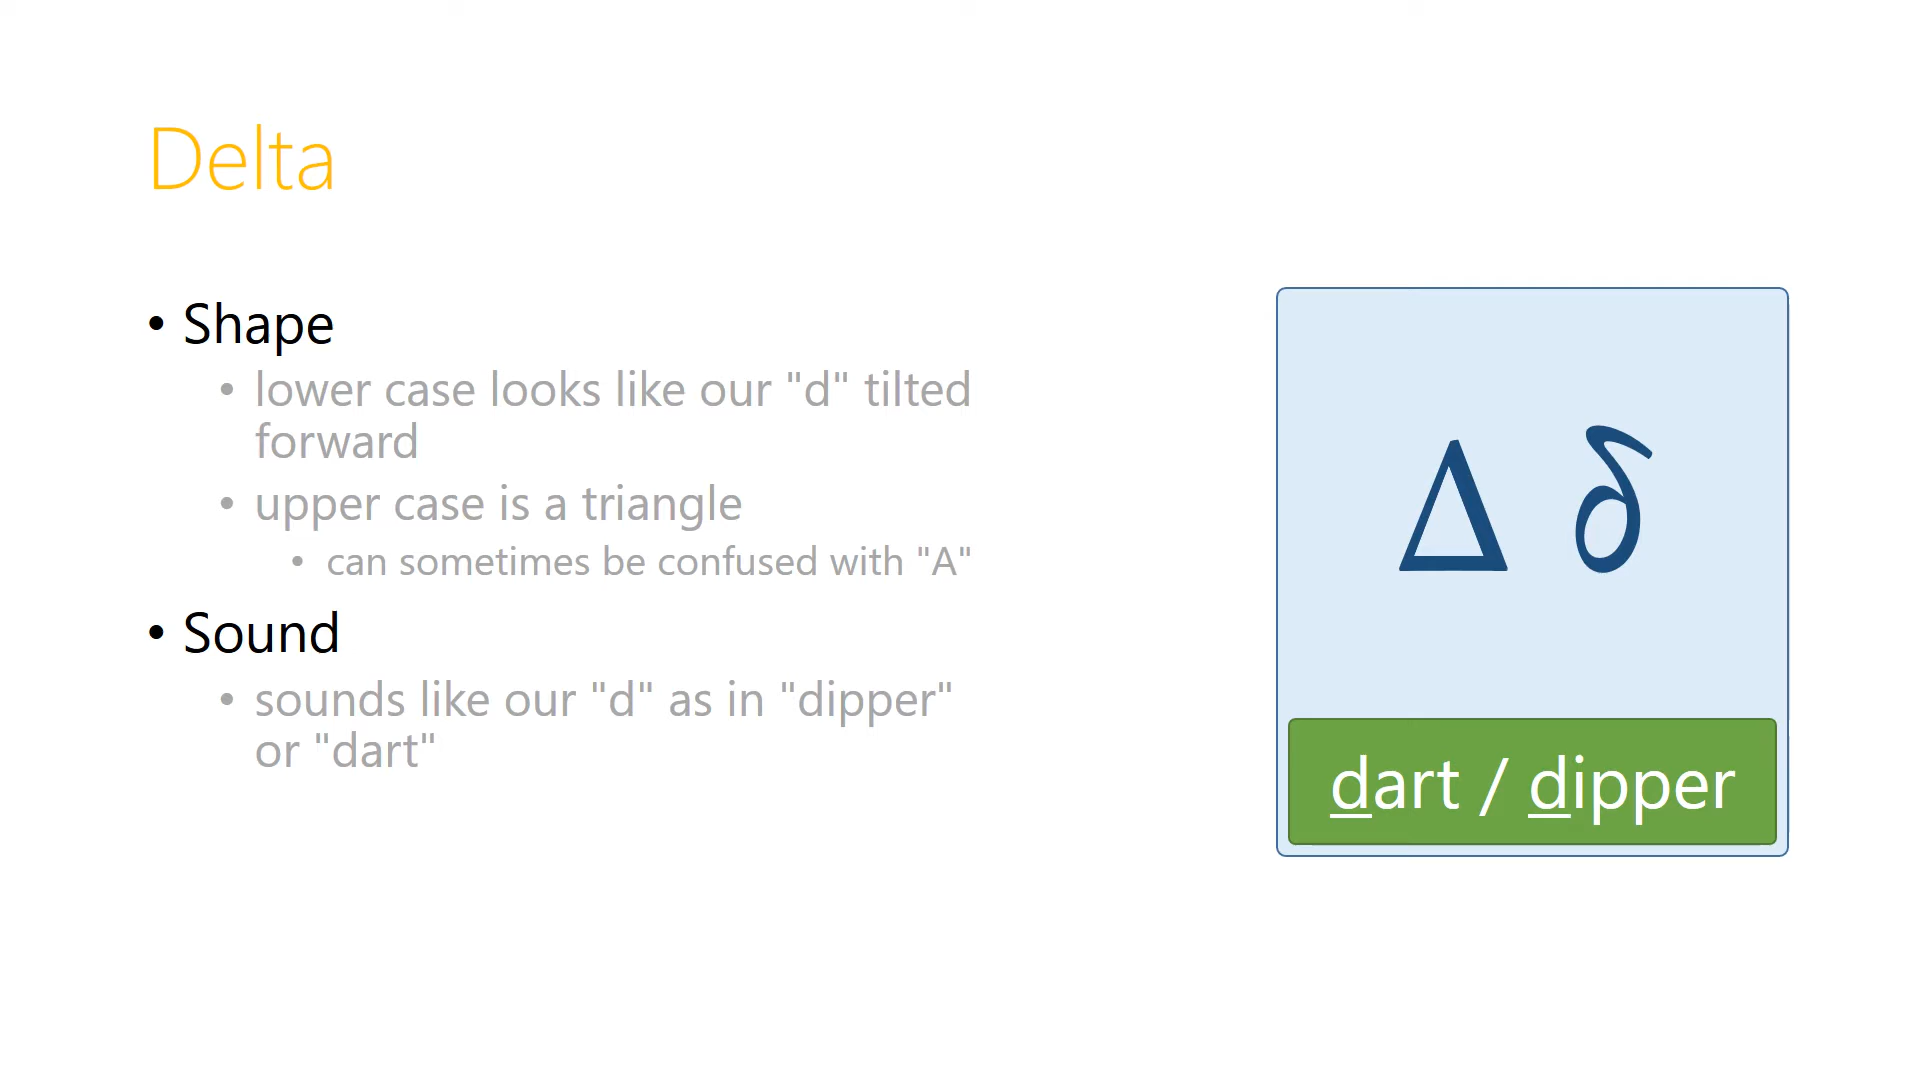 Delta
• Shape
• lower case looks like our "d" tilted
forward
• upper case is a triangle
• can sometimes be confused with "A"
• Sound
• sounds like our "d" as in "dipper"
or "dart"
Δ δ
dart / dipper